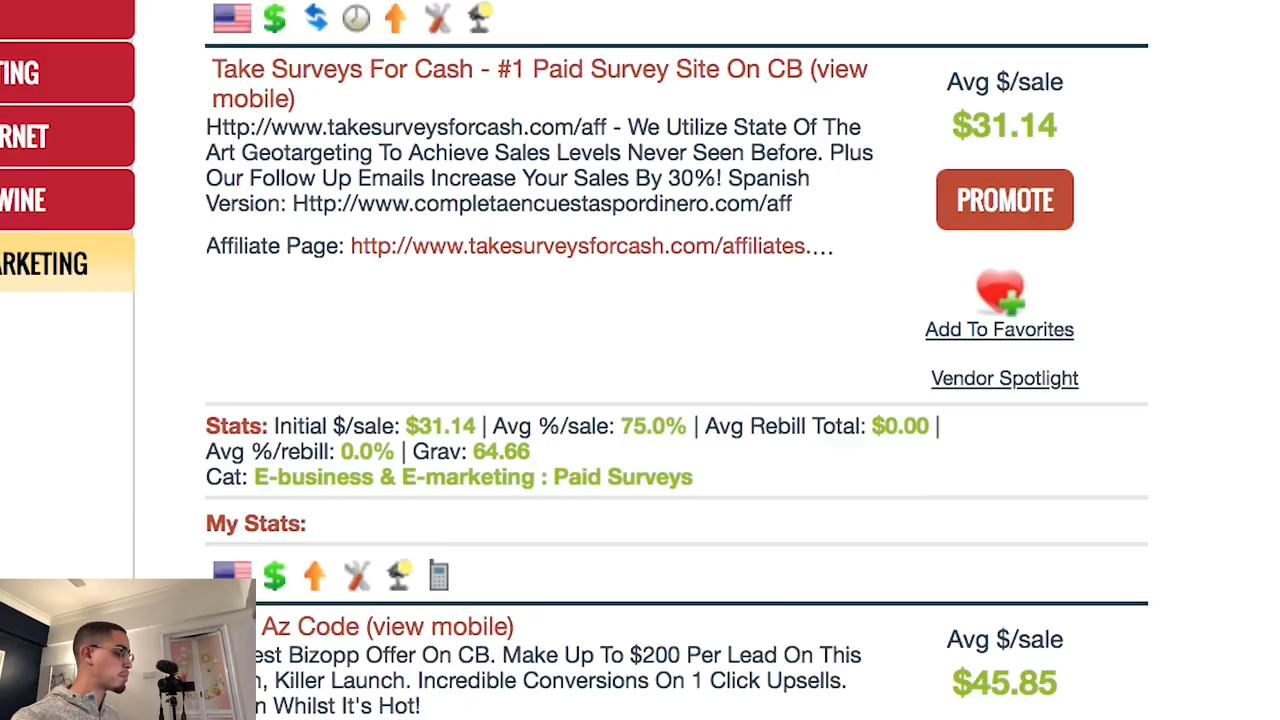 TING
RNET
WINE
ARKETING
Take Surveys For Cash - #1 Paid Survey Site On CB (view
mobile)
Http://www.takesurveysforcash.com/aff - We Utilize State Of The
Art Geotargeting To Achieve Sales Levels Never Seen Before. Plus
Our Follow Up Emails Increase Your Sales By 30%! Spanish
Version: Http://www.completaencuestaspordinero.com/aff
Affiliate Page: http://www.takesurveysforcash.com/affiliates....
Avg $/sale
$31.14
PROMOTE
Add To Favorites
Vendor Spotlight
Stats: Initial $/sale: $31.14 | Avg %/sale: 75.0% | Avg Rebill Total: $0.00 |
Avg %/rebill: 0.0% | Grav: 64.66
Cat: E-business & E-marketing : Paid Surveys
My Stats:
Az Code (view mobile)
est Bizopp Offer On CB. Make Up To $200 Per Lead On This
, Killer Launch. Incredible Conversions On 1 Click Upsells.
n Whilst It's Hot!
Avg $/sale
$45.85